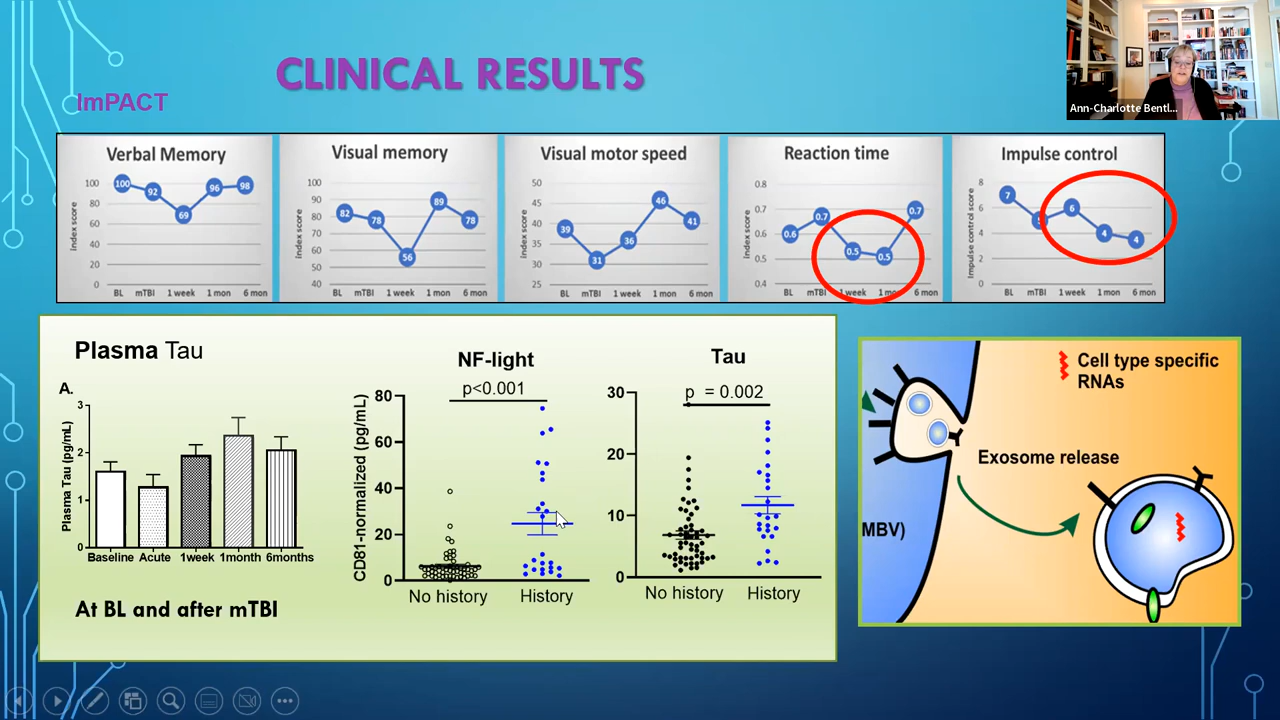 CLINICAL RESULTS
ImPACT
Ann-Charlotte Bentl...
Verbal Memory
Index score
100
80
60
40
20
0
100
92
69
96
98
BL mTBI 1 week 1 mon 6 mon
Visual memory
Index score
100
90
80
70
60
50
40
82
78
56
89
78
BL mTBI 1 week 1 mon 6 mon
Visual motor speed
Index score
50
45
40
35
30
25
39
31
36
46
41
BL mTBI 1 week 1 mon 6 mon
Reaction time
Index score
0.8
0.7
0.6
0.5
0.4
0.6
0.7
0.5
0.5
0.7
BL mTBI 1 week 6 mon
Impulse control
Impulse control score
8
6
4
2
0
7
6
4
4
BL mTBI 1 week 1 mon 6 mon
Plasma Tau
A.
Plasma Tau (pg/mL)
3
2
1
0
Baseline Acute 1week 1month 6months
At BL and after mTBI
NF-light
p<0.001
CD81-normalized (pg/mL)
80
60
40
20
0
No history History
Tau
p = 0.002
30
20
10
0
No history History
Cell type specific
RNAs
Exosome release
MBV)